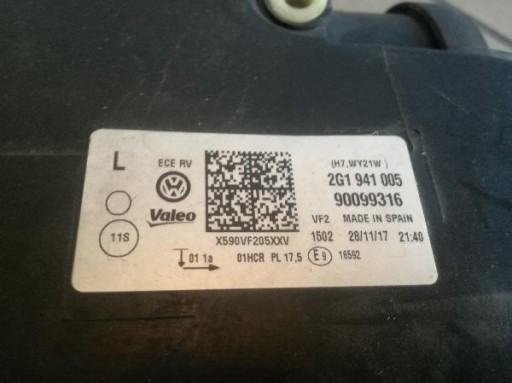 L ECE RV (H7,WY21W )
2G1 941 005
90099316
VW Valeo
VF2 MADE IN SPAIN
11S X590VF205XXV 1502 28/11/17 21:40
01 1a 01HCR PL 17,5 E9 16592